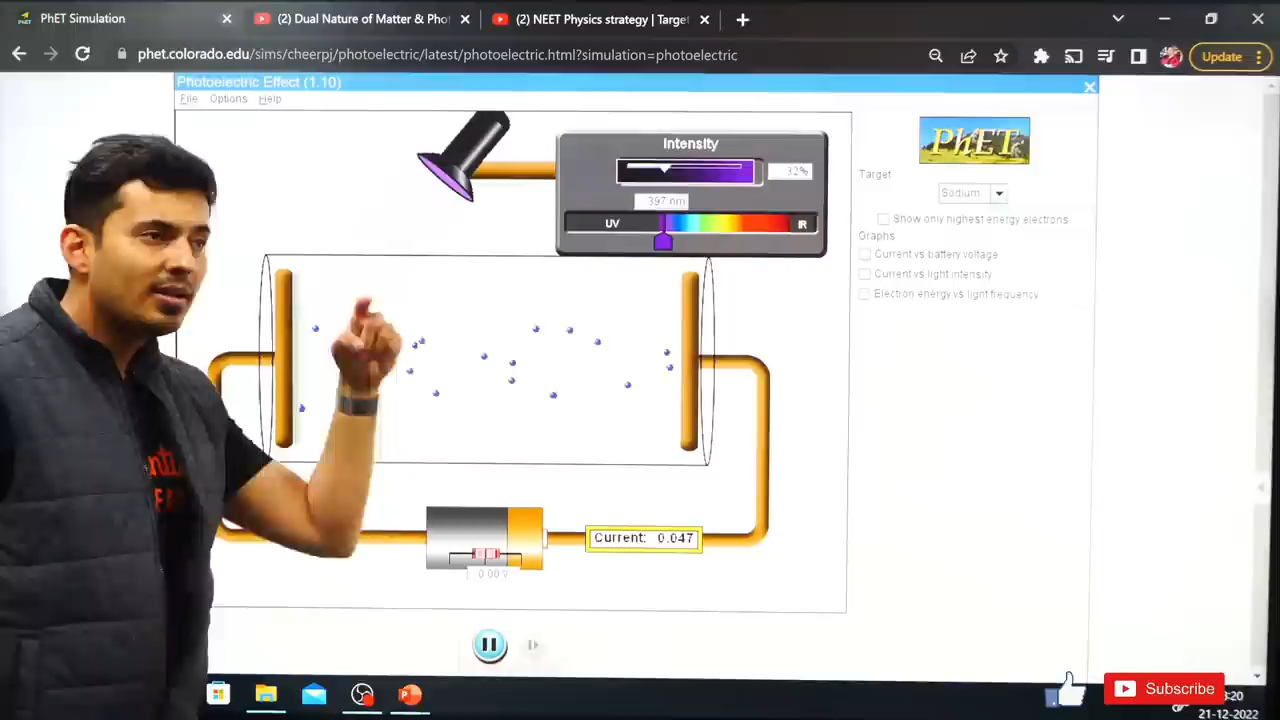 PhET Simulation
(2) Dual Nature of Matter & Phot
(2) NEET Physics strategy | Target
phet.colorado.edu/sims/cheerpj/photoelectric/latest/photoelectric.html?simulation=photoelectric
Update
Photoelectric Effect (1.10)
File Options Help
Intensity
32%
397 nm
UV
IR
PhET
Target
Sodium
Show only highest energy electrons
Graphs
Current vs battery voltage
Current vs light intensity
Electron energy vs light frequency
Current: 0.047
0.00 V
Subscribe
21-12-2022